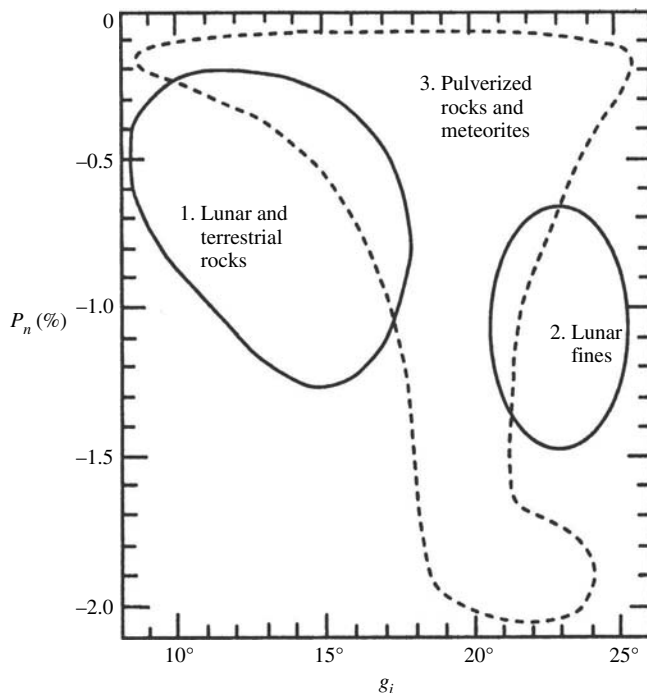 0
3. Pulverized
rocks and
meteorites
–0.5
1. Lunar and
terrestrial
rocks
–1.0
P_n (%)
2. Lunar
fines
–1.5
–2.0
10° 15° 20° 25°
g_i